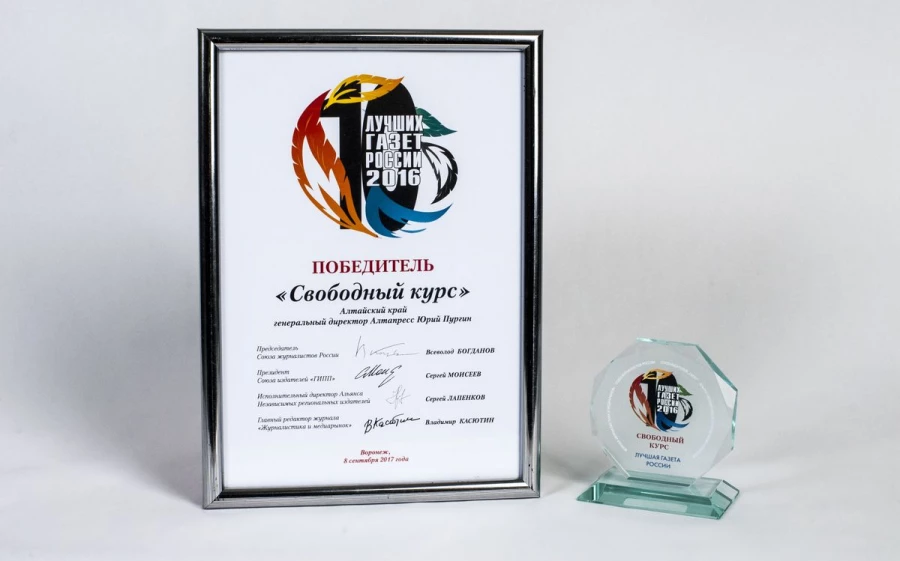 10
ЛУЧШИХ
ГАЗЕТ
РОССИИ
2016
ПОБЕДИТЕЛЬ
«Свободный курс»
Алтайский край
генеральный директор Алтапресс Юрий Пургин
Председатель
Союза журналистов России
Всеволод БОГДАНОВ
Президент
Союза издателей «ГИПП»
Сергей МОИСЕЕВ
Исполнительный директор Альянса
Независимых региональных издателей
Сергей ЛАПЕНКОВ
Главный редактор журнала
«Журналистика и медиарынок»
В Касютин
Владимир КАСЮТИН
Воронеж,
8 сентября 2017 года
10
ЛУЧШИХ
ГАЗЕТ
РОССИИ
2016
СВОБОДНЫЙ
КУРС
ЛУЧШАЯ ГАЗЕТА
РОССИИ